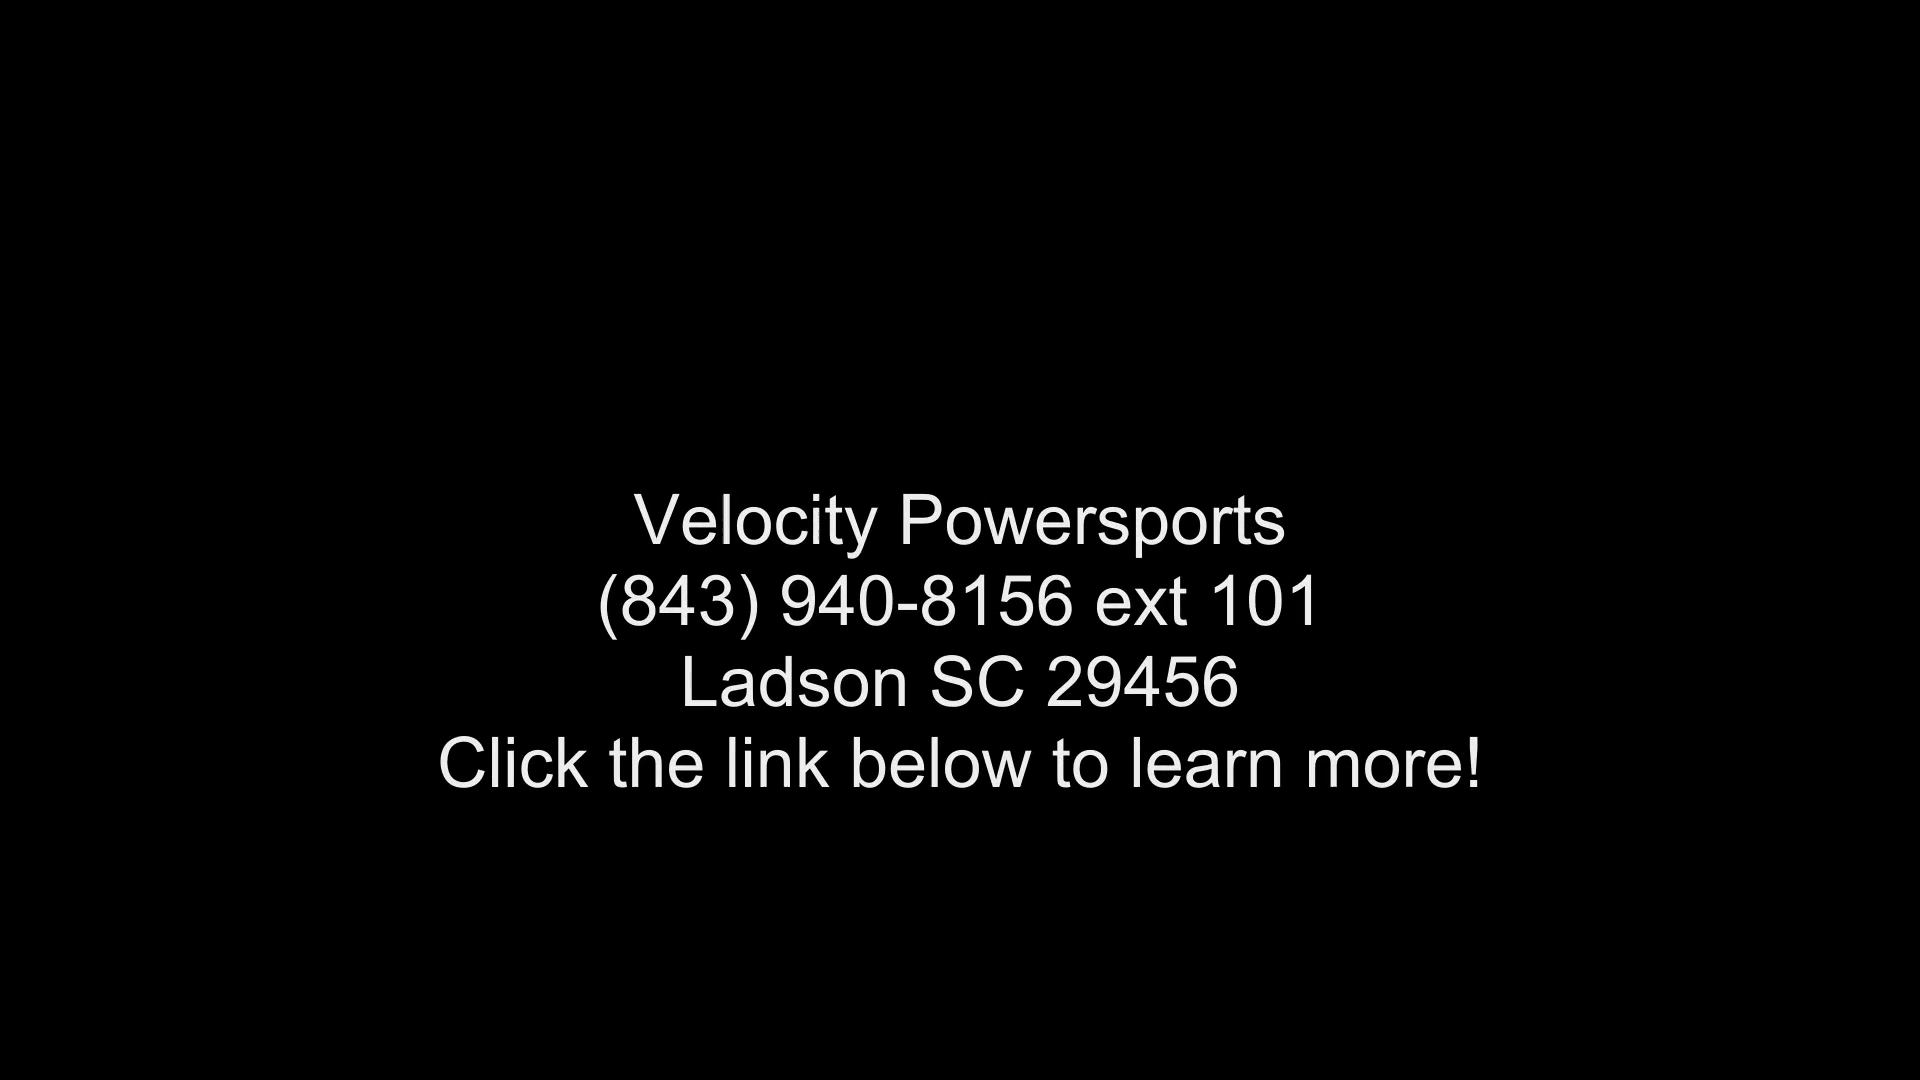 Velocity Powersports
(843) 940-8156 ext 101
Ladson SC 29456
Click the link below to learn more!